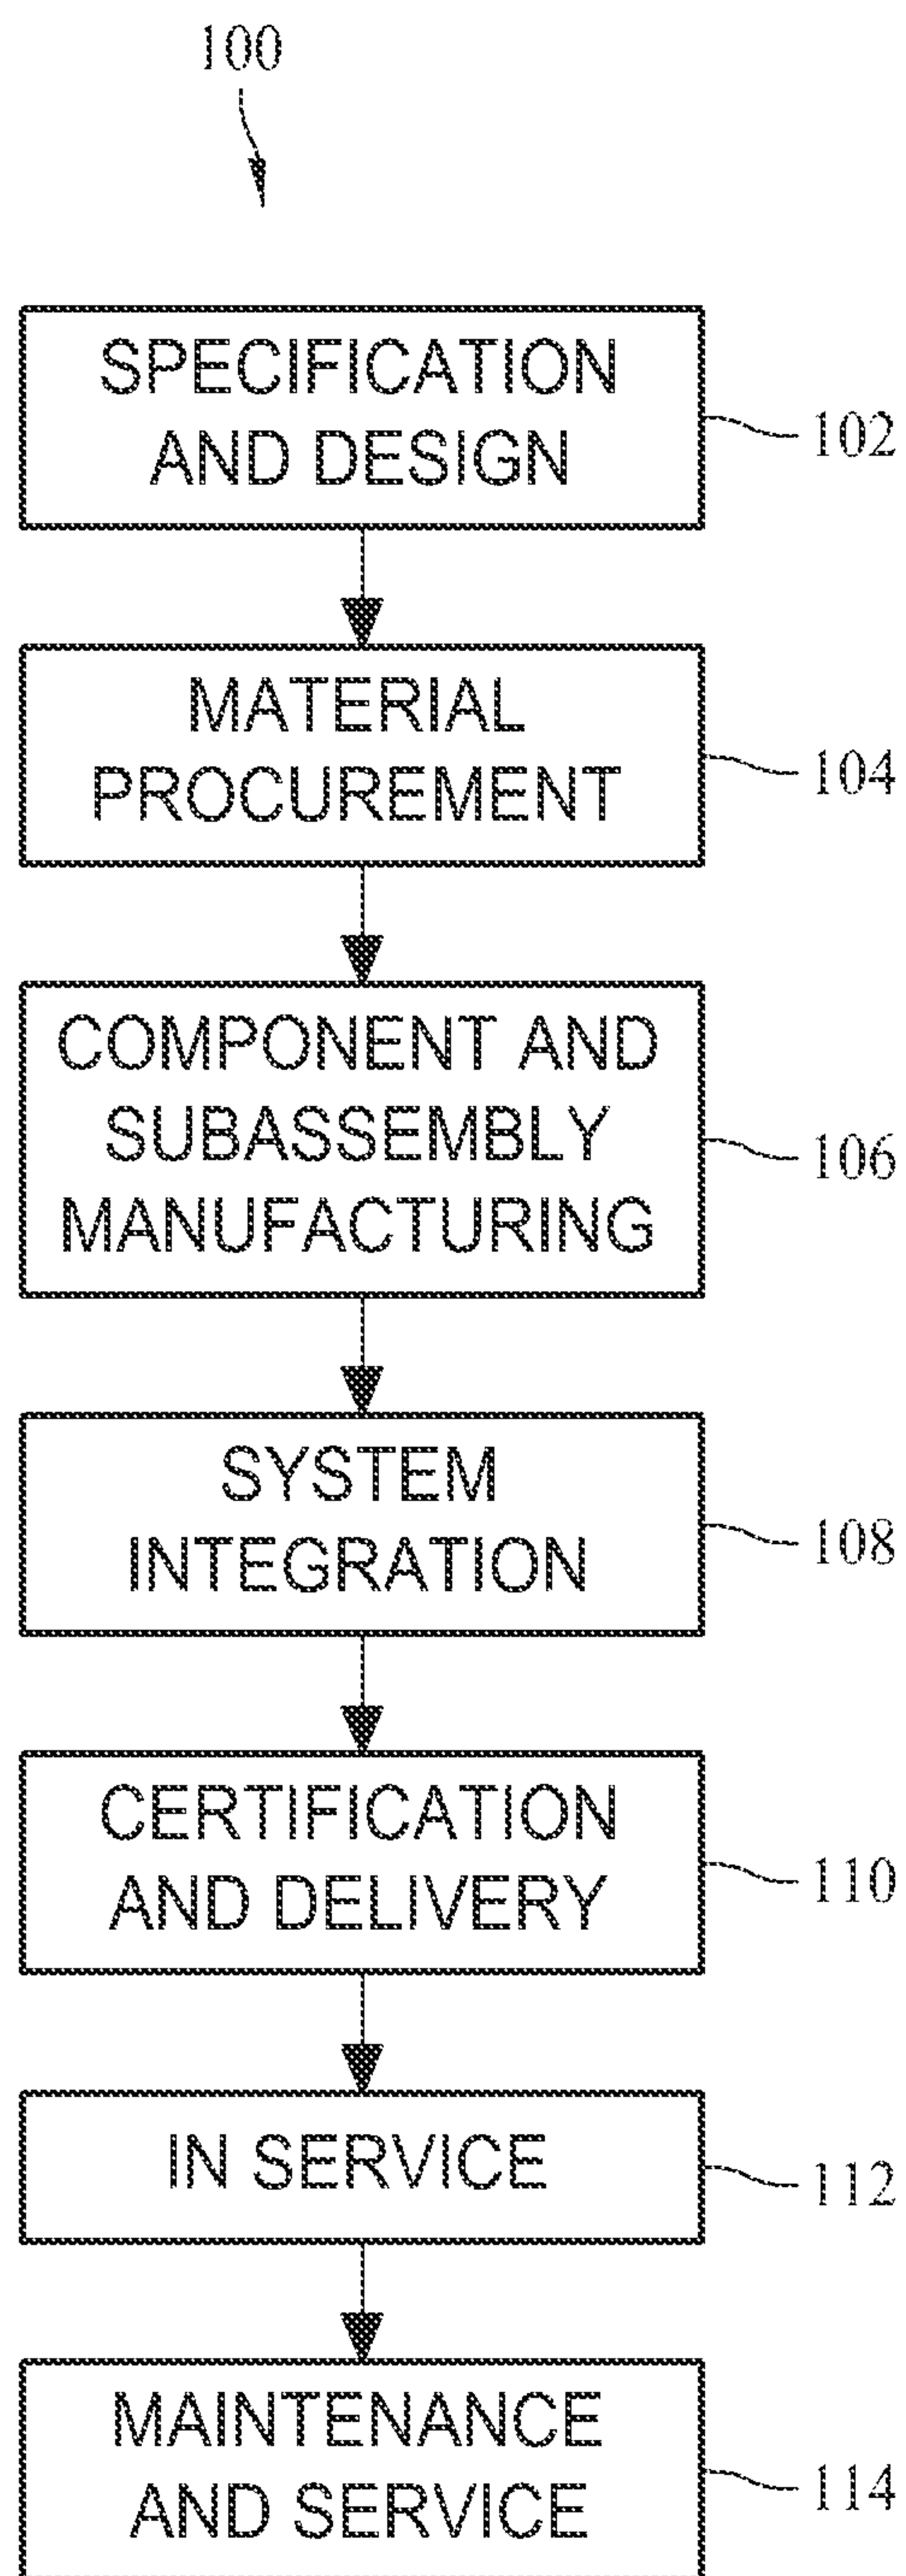 100
SPECIFICATION
AND DESIGN
102
MATERIAL
PROCUREMENT
104
COMPONENT AND
SUBASSEMBLY
MANUFACTURING
106
SYSTEM
INTEGRATION
108
CERTIFICATION
AND DELIVERY
110
IN SERVICE
112
MAINTENANCE
AND SERVICE
114